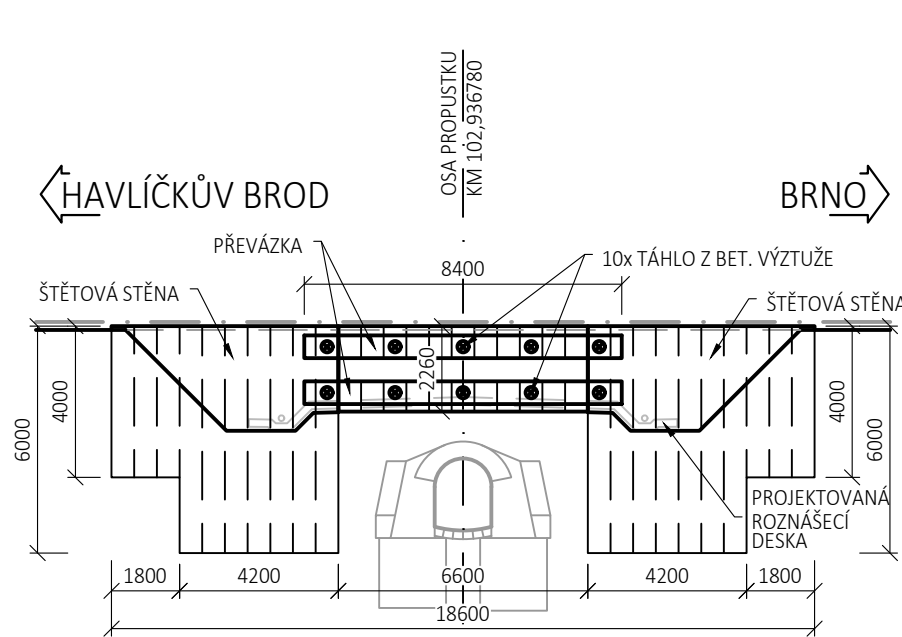 OSA PROPUSTKU
KM 102,936780
HAVLÍČKŮV BROD
BRNO
PŘEVÁZKA
8400
10x TÁHLO Z BET. VÝZTUŽE
ŠTĚTOVÁ STĚNA
ŠTĚTOVÁ STĚNA
2260
4000
6000
4000
6000
PROJEKTOVANÁ
ROZNÁŠECÍ
DESKA
1800
4200
6600
4200
1800
18600